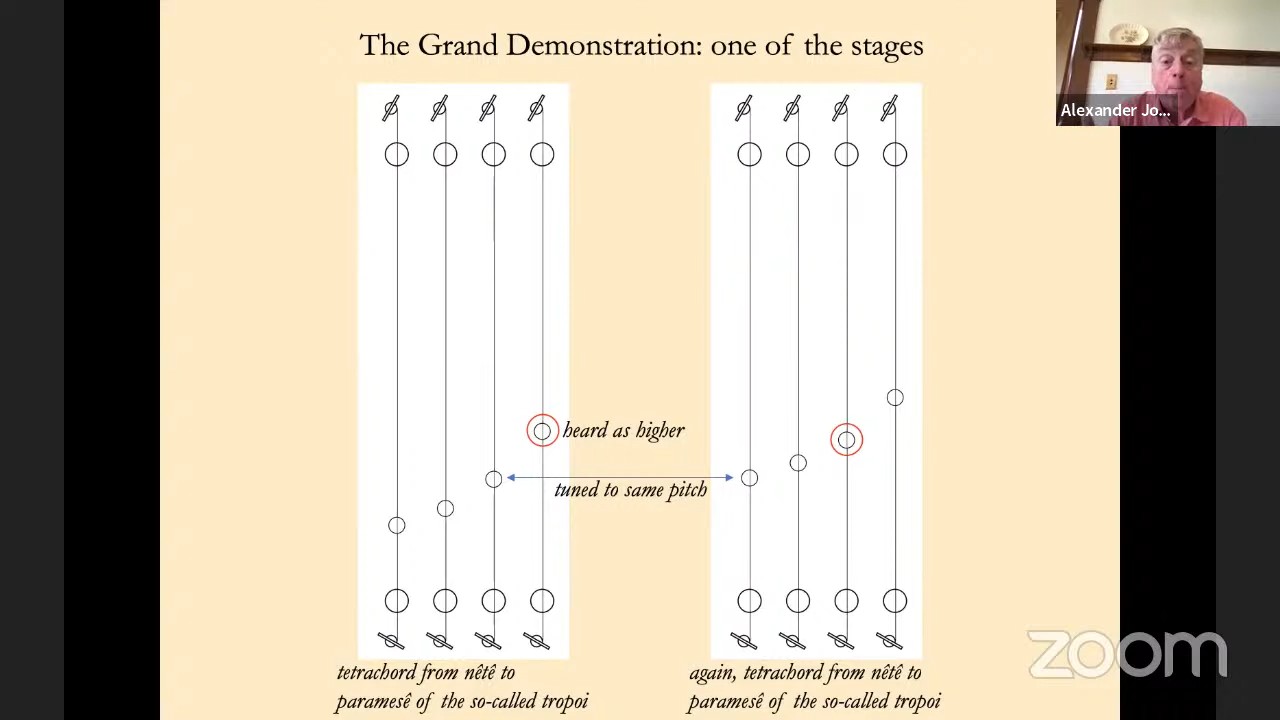 The Grand Demonstration: one of the stages
Alexander Jo...
heard as higher
tuned to same pitch
tetrachord from nêtê to
paramesê of the so-called tropoi
again, tetrachord from nêtê to
paramesê of the so-called tropoi
zoom